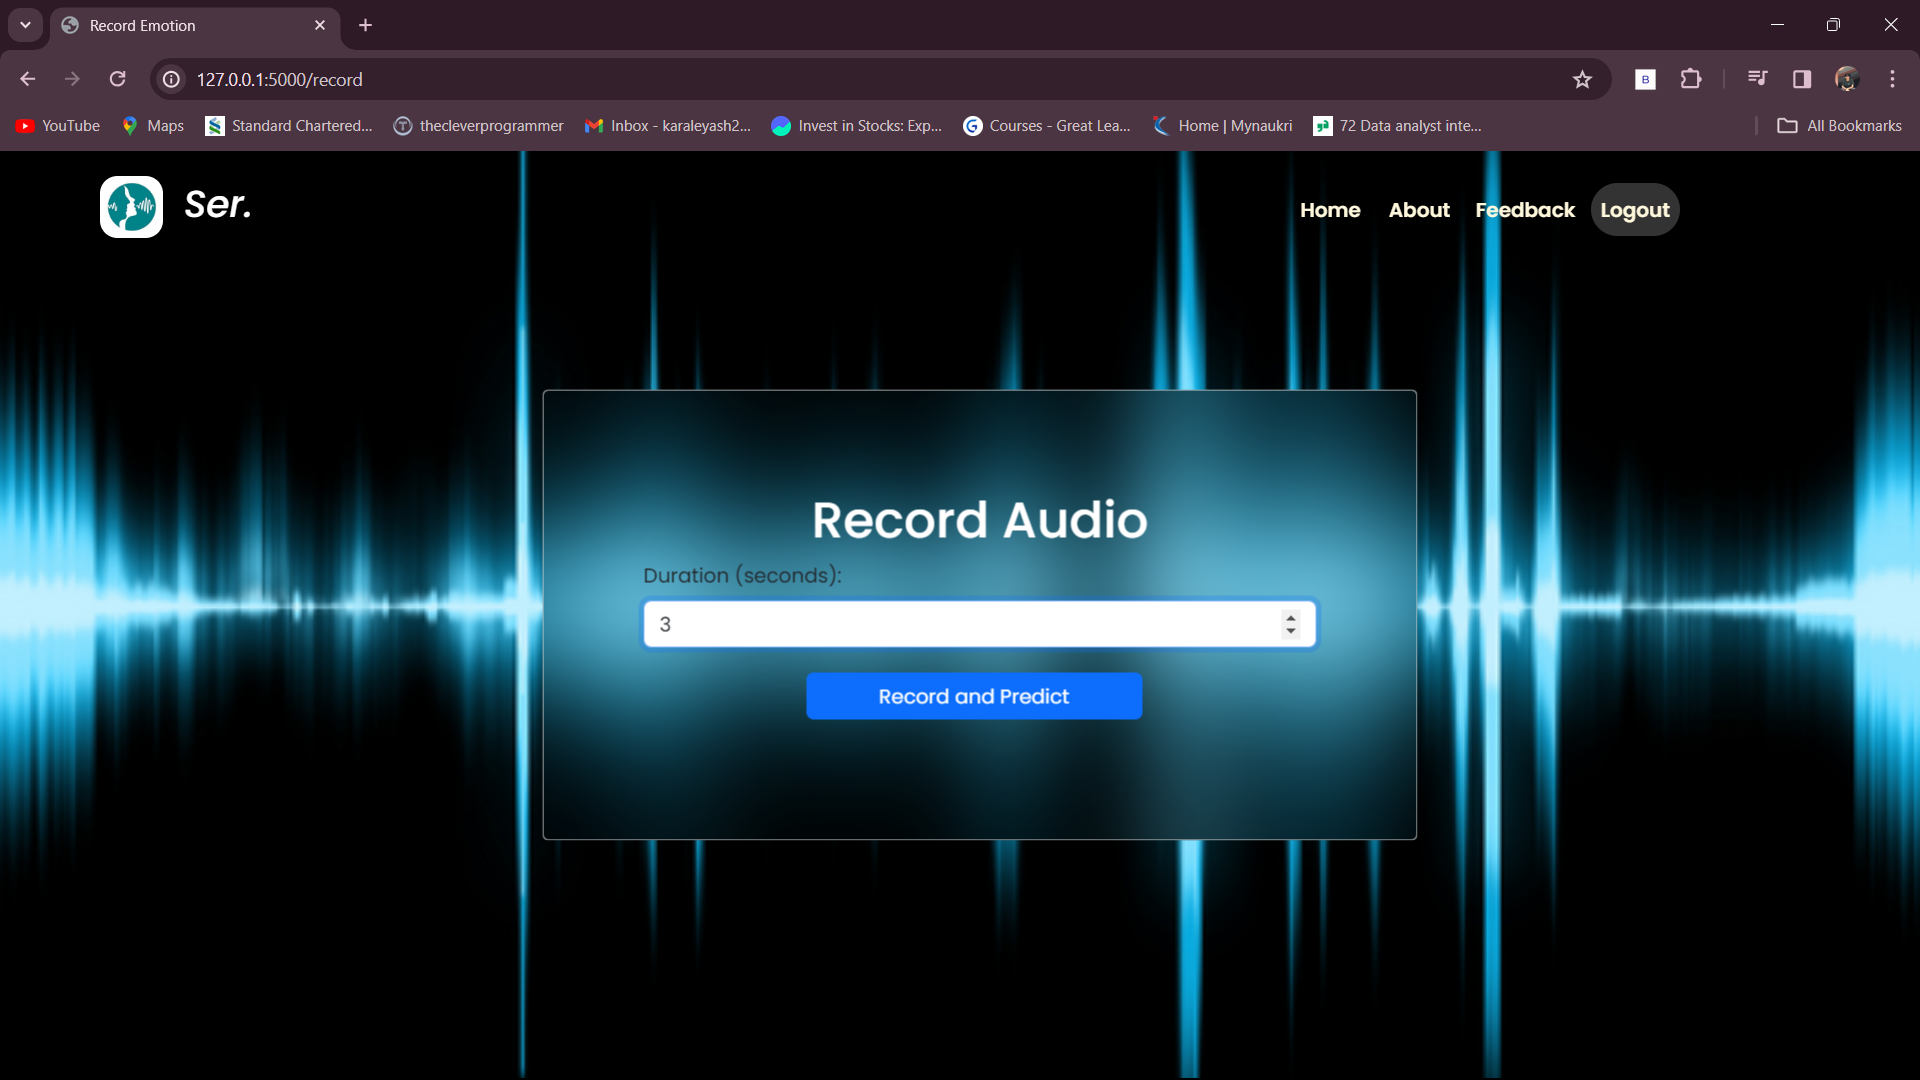 Record Emotion
127.0.0.1:5000/record
B
YouTube Maps Standard Chartered... thecleverprogrammer Inbox - karaleyash2... Invest in Stocks: Exp... Courses - Great Lea... Home | Mynaukri 72 Data analyst inte... All Bookmarks
Ser.
Home About Feedback Logout
Record Audio
Duration (seconds):
3
Record and Predict